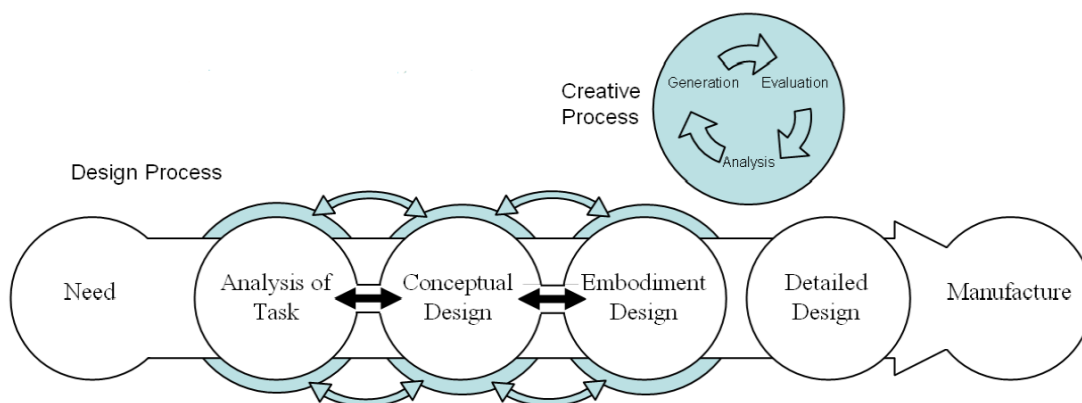 Creative
Process
Generation
Evaluation
Analysis
Design Process
Need
Analysis of
Task
Conceptual
Design
Embodiment
Design
Detailed
Design
Manufacture